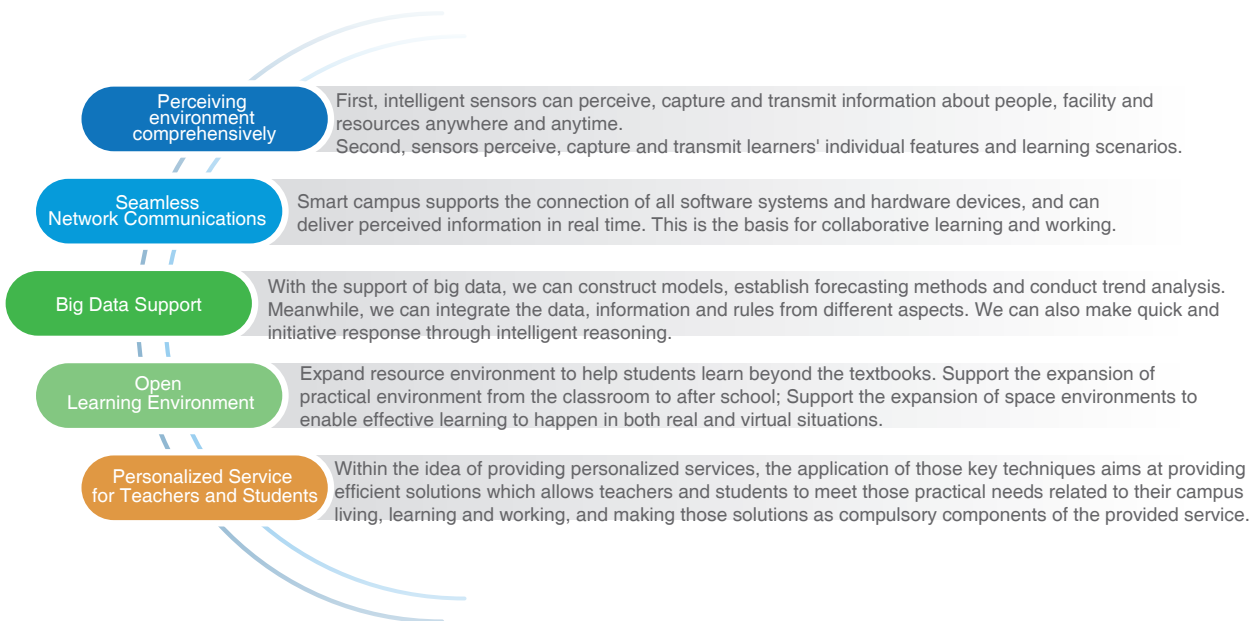 Perceiving
environment
comprehensively
First, intelligent sensors can perceive, capture and transmit information about people, facility and
resources anywhere and anytime.
Second, sensors perceive, capture and transmit learners' individual features and learning scenarios.
Seamless
Network Communications
Smart campus supports the connection of all software systems and hardware devices, and can
deliver perceived information in real time. This is the basis for collaborative learning and working.
Big Data Support
With the support of big data, we can construct models, establish forecasting methods and conduct trend analysis.
Meanwhile, we can integrate the data, information and rules from different aspects. We can also make quick and
initiative response through intelligent reasoning.
Open
Learning Environment
Expand resource environment to help students learn beyond the textbooks. Support the expansion of
practical environment from the classroom to after school; Support the expansion of space environments to
enable effective learning to happen in both real and virtual situations.
Personalized Service
for Teachers and Students
Within the idea of providing personalized services, the application of those key techniques aims at providing
efficient solutions which allows teachers and students to meet those practical needs related to their campus
living, learning and working, and making those solutions as compulsory components of the provided service.